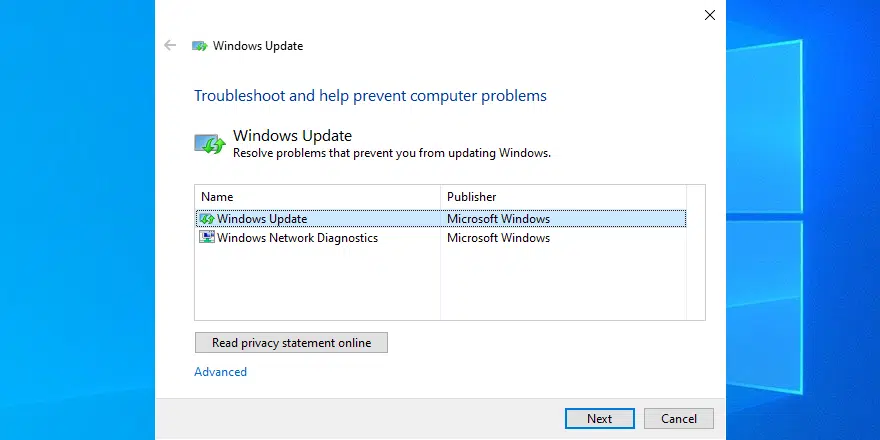 Windows Update
Troubleshoot and help prevent computer problems
Windows Update
Resolve problems that prevent you from updating Windows.
Name Publisher
Windows Update Microsoft Windows
Windows Network Diagnostics Microsoft Windows
Read privacy statement online
Advanced
Next Cancel